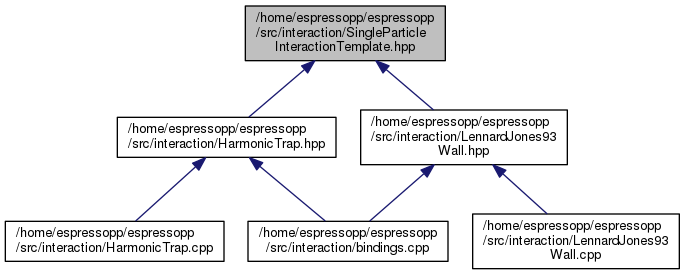 /home/espressopp/espressopp
/src/interaction/SingleParticle
InteractionTemplate.hpp
/home/espressopp/espressopp
/src/interaction/HarmonicTrap.hpp
/home/espressopp/espressopp
/src/interaction/LennardJones93
Wall.hpp
/home/espressopp/espressopp
/src/interaction/HarmonicTrap.cpp
/home/espressopp/espressopp
/src/interaction/bindings.cpp
/home/espressopp/espressopp
/src/interaction/LennardJones93
Wall.cpp